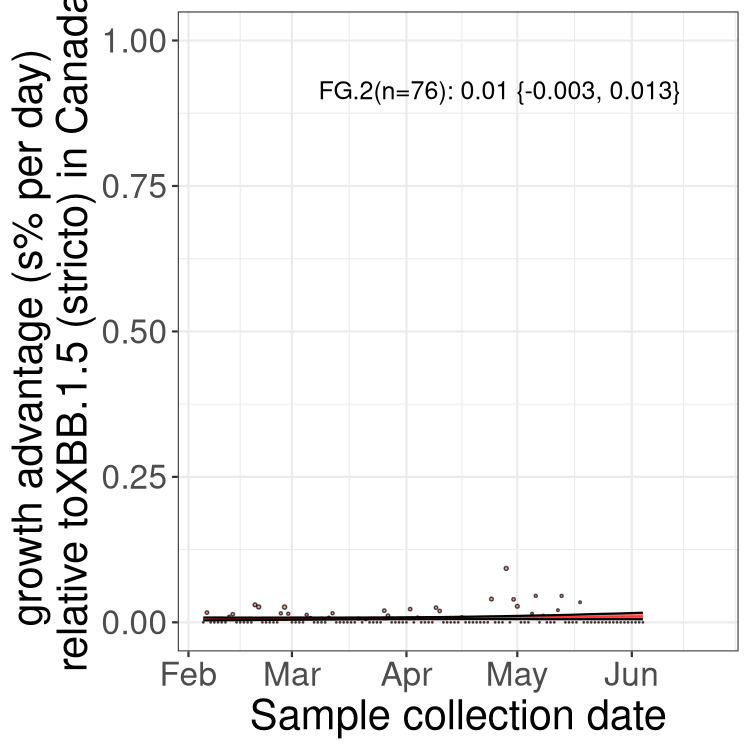 growth advantage (s% per day)
relative toXBB.1.5 (stricto) in Canada
1.00
FG.2(n=76): 0.01 {-0.003, 0.013}
0.75
0.50
0.25
0.00
Feb Mar Apr May Jun
Sample collection date